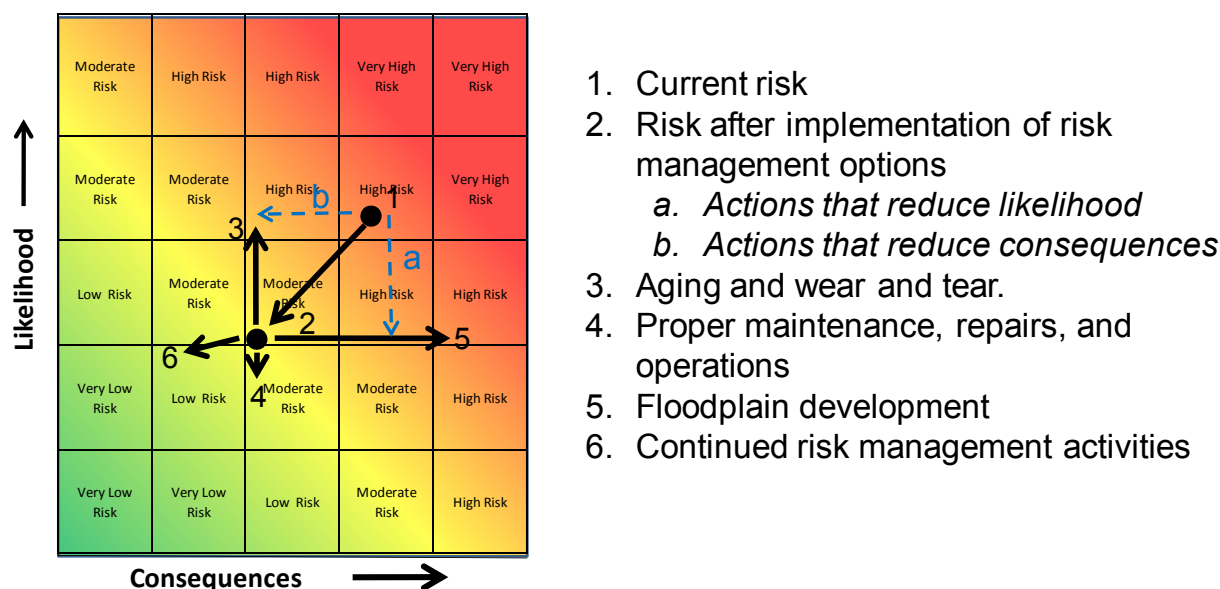 Likelihood
Moderate
Risk
High Risk
High Risk
Very High
Risk
Very High
Risk
Moderate
Risk
Moderate
Risk
High Risk
High Risk
Very High
Risk
b
1
3
a
Low Risk
Moderate
Risk
Moderate
Risk
High Risk
High Risk
2
5
6
4
Very Low
Risk
Low Risk
Moderate
Risk
Moderate
Risk
High Risk
Very Low
Risk
Very Low
Risk
Low Risk
Moderate
Risk
High Risk
Consequences
1. Current risk
2. Risk after implementation of risk
management options
a. Actions that reduce likelihood
b. Actions that reduce consequences
3. Aging and wear and tear.
4. Proper maintenance, repairs, and
operations
5. Floodplain development
6. Continued risk management activities